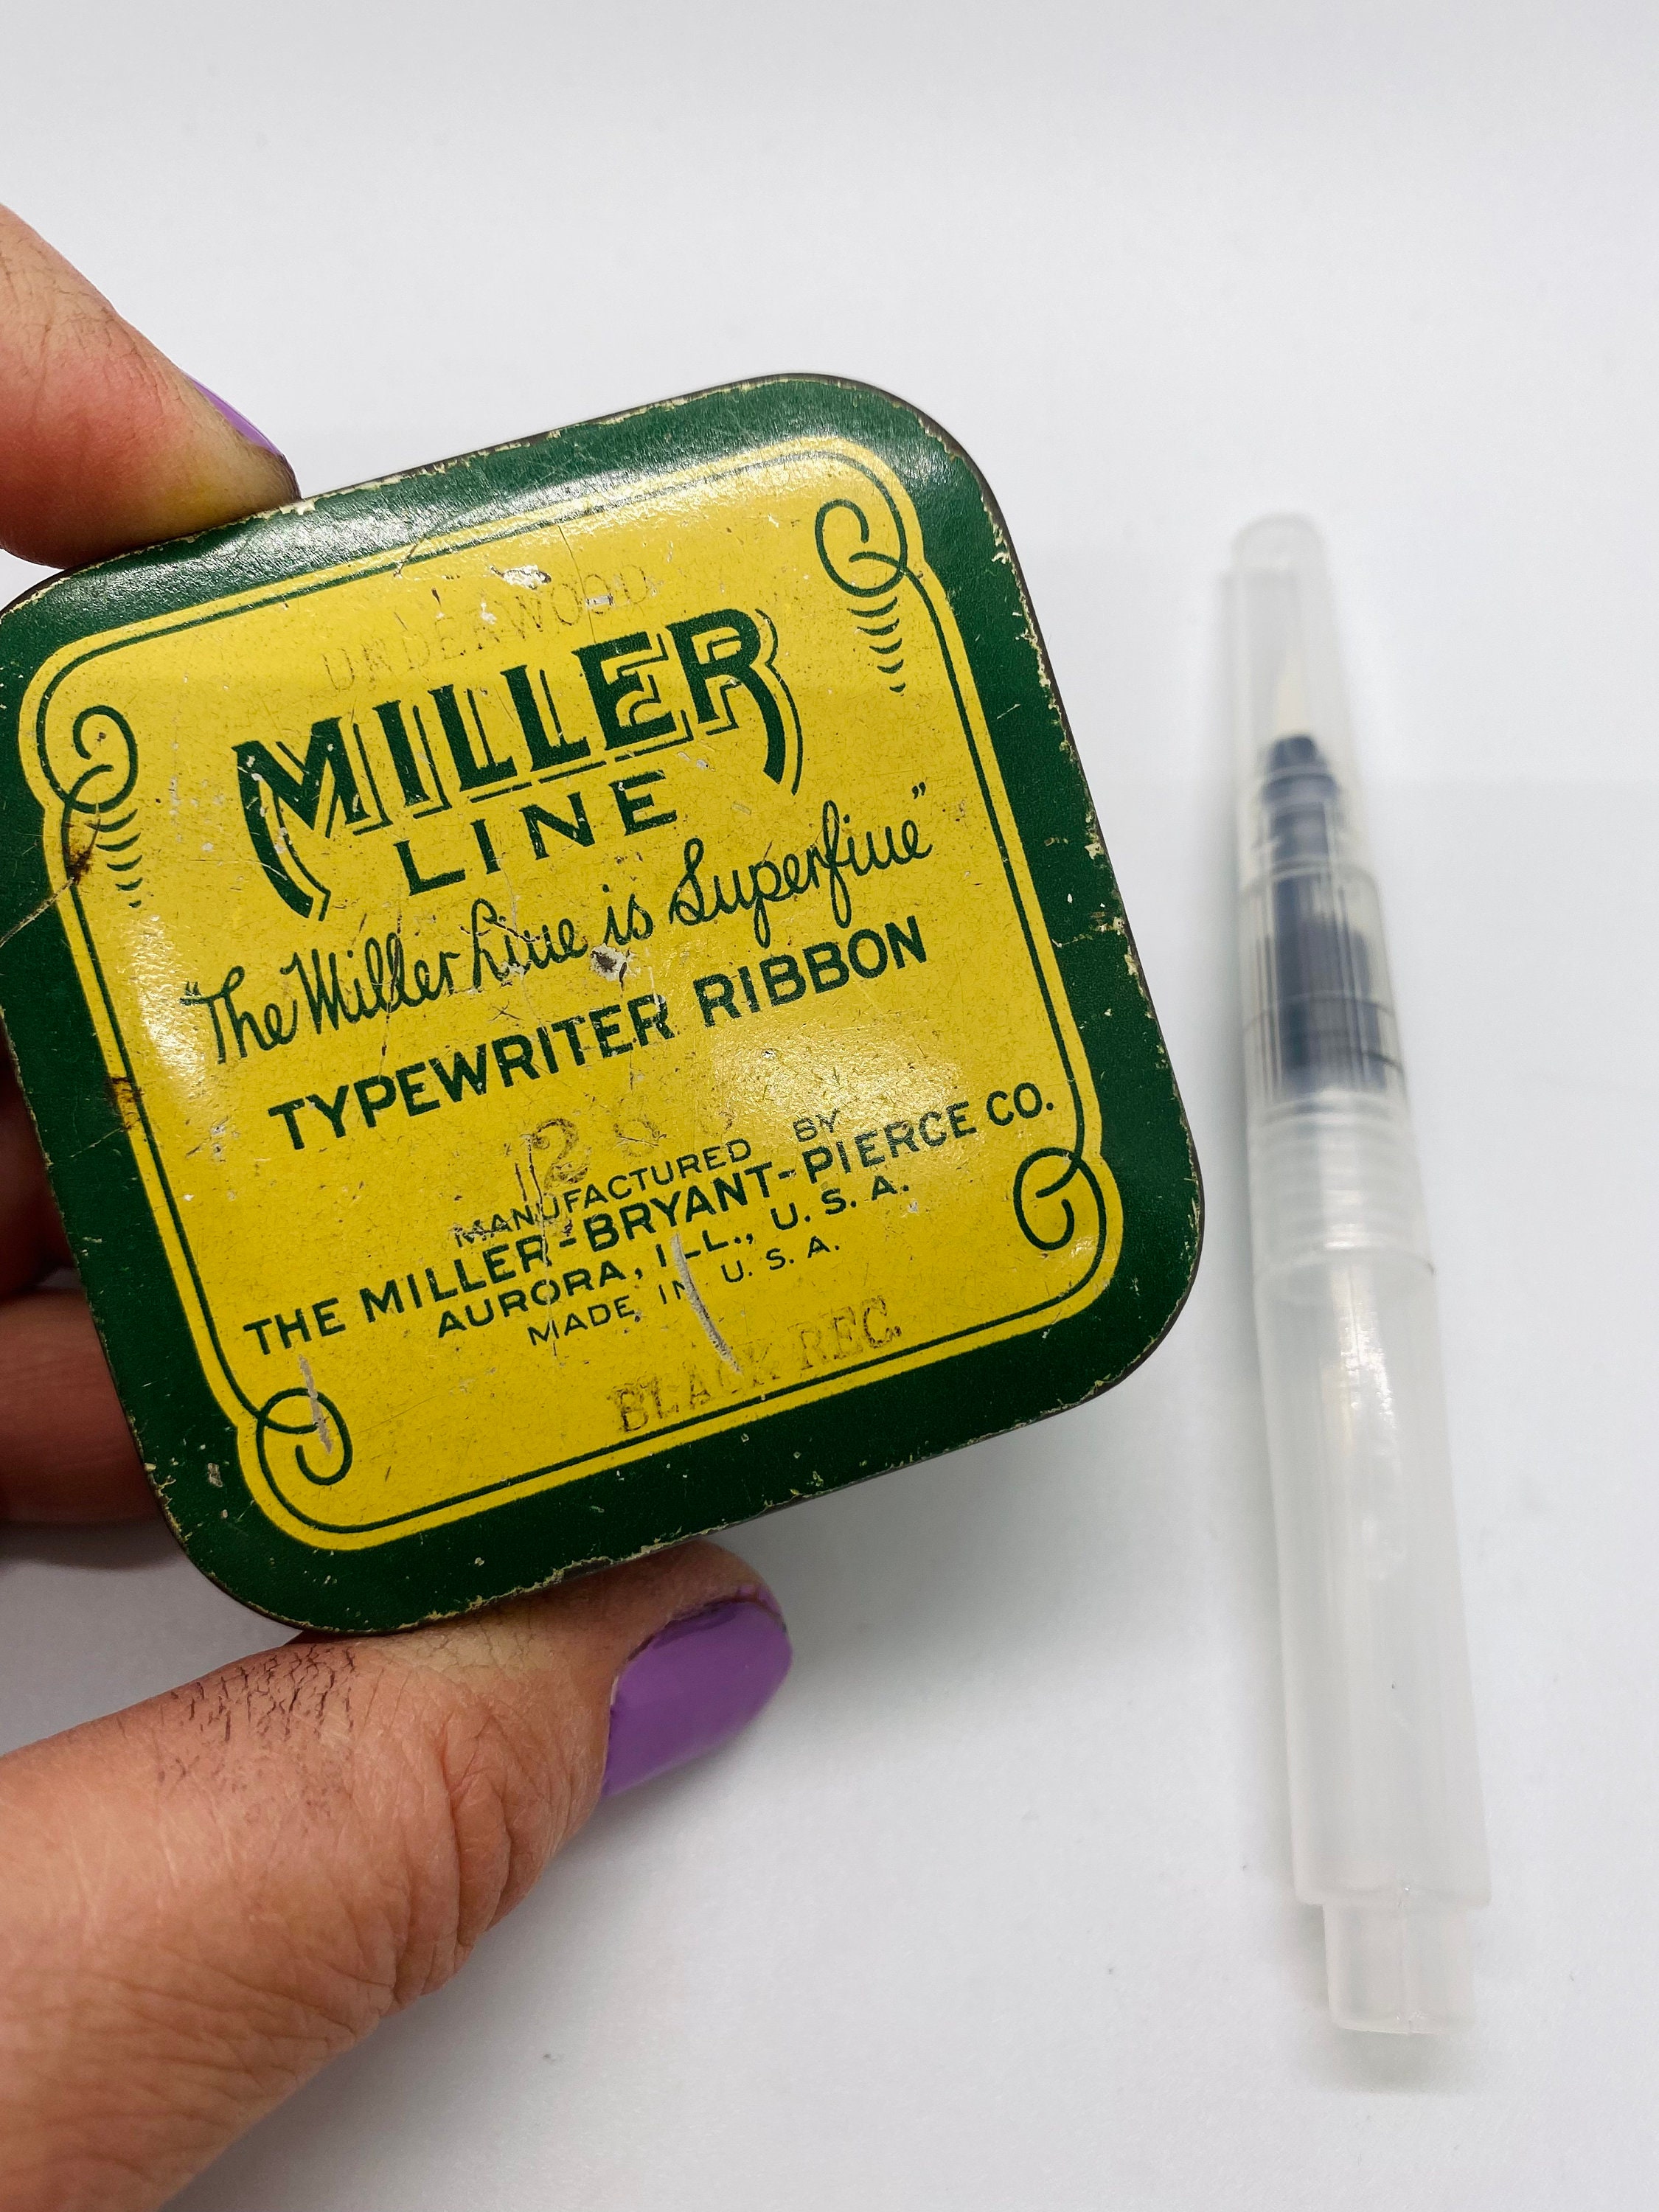 UNDERWOOD
MILLER
LINE
"The Miller Line is Superfine"
TYPEWRITER RIBBON
MANUFACTURED BY
THE MILLER-BRYANT-PIERCE CO.
AURORA, ILL., U. S. A.
MADE IN U. S. A.
BLACK REC.